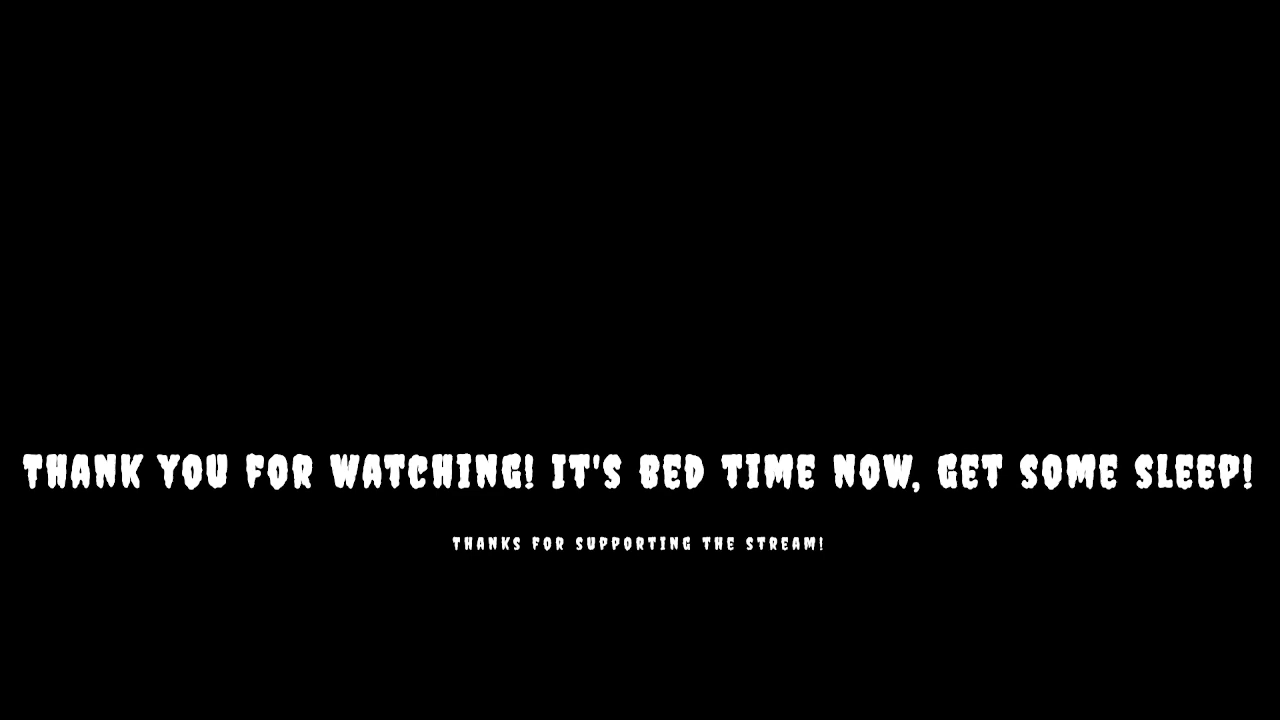 THANK YOU FOR WATCHING! IT'S BED TIME NOW, GET SOME SLEEP!
THANKS FOR SUPPORTING THE STREAM!